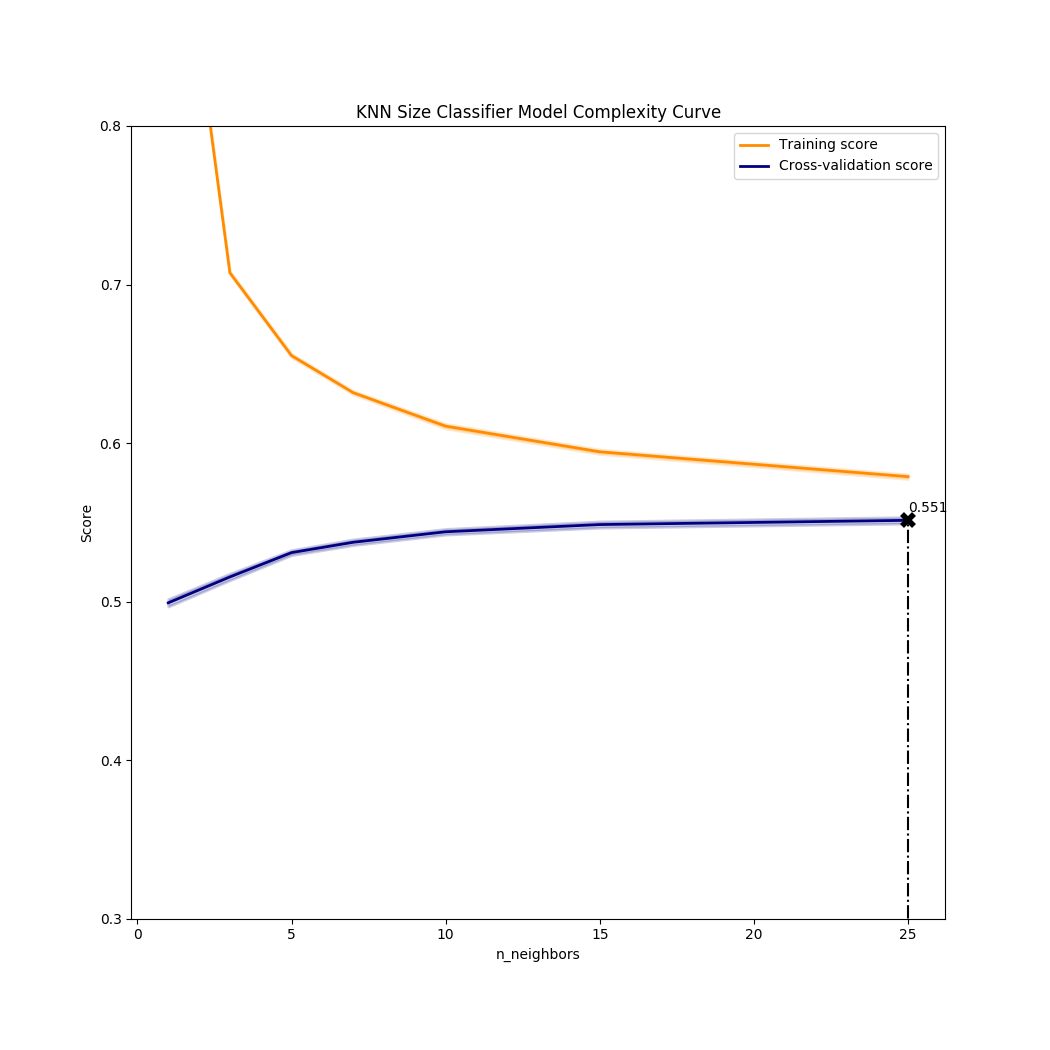 KNN Size Classifier Model Complexity Curve
Training score
Cross-validation score
0.8
0.7
0.6
0.5
0.4
0.3
Score
0.551
0 5 10 15 20 25
n_neighbors